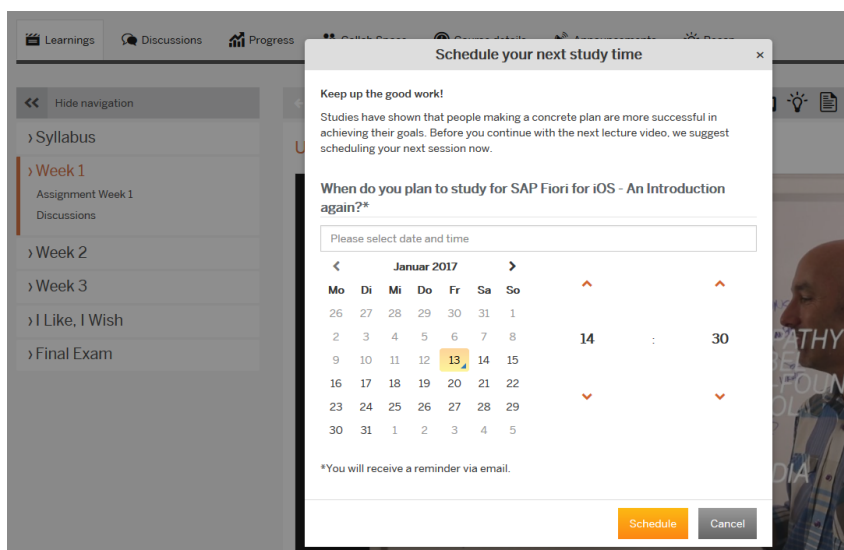 Learnings Discussions Progress Collab Space Course details Announcements Recap
Schedule your next study time ×
Hide navigation
Syllabus
Week 1
Assignment Week 1
Discussions
Week 2
Week 3
I Like, I Wish
Final Exam
Keep up the good work!
Studies have shown that people making a concrete plan are more successful in
achieving their goals. Before you continue with the next lecture video, we suggest
scheduling your next session now.
When do you plan to study for SAP Fiori for iOS - An Introduction
again?*
Please select date and time
Januar 2017
Mo Di Mi Do Fr Sa So
26 27 28 29 30 31 1
2 3 4 5 6 7 8
9 10 11 12 13 14 15
16 17 18 19 20 21 22
23 24 25 26 27 28 29
30 31 1 2 3 4 5
14 : 30
*You will receive a reminder via email.
Schedule Cancel